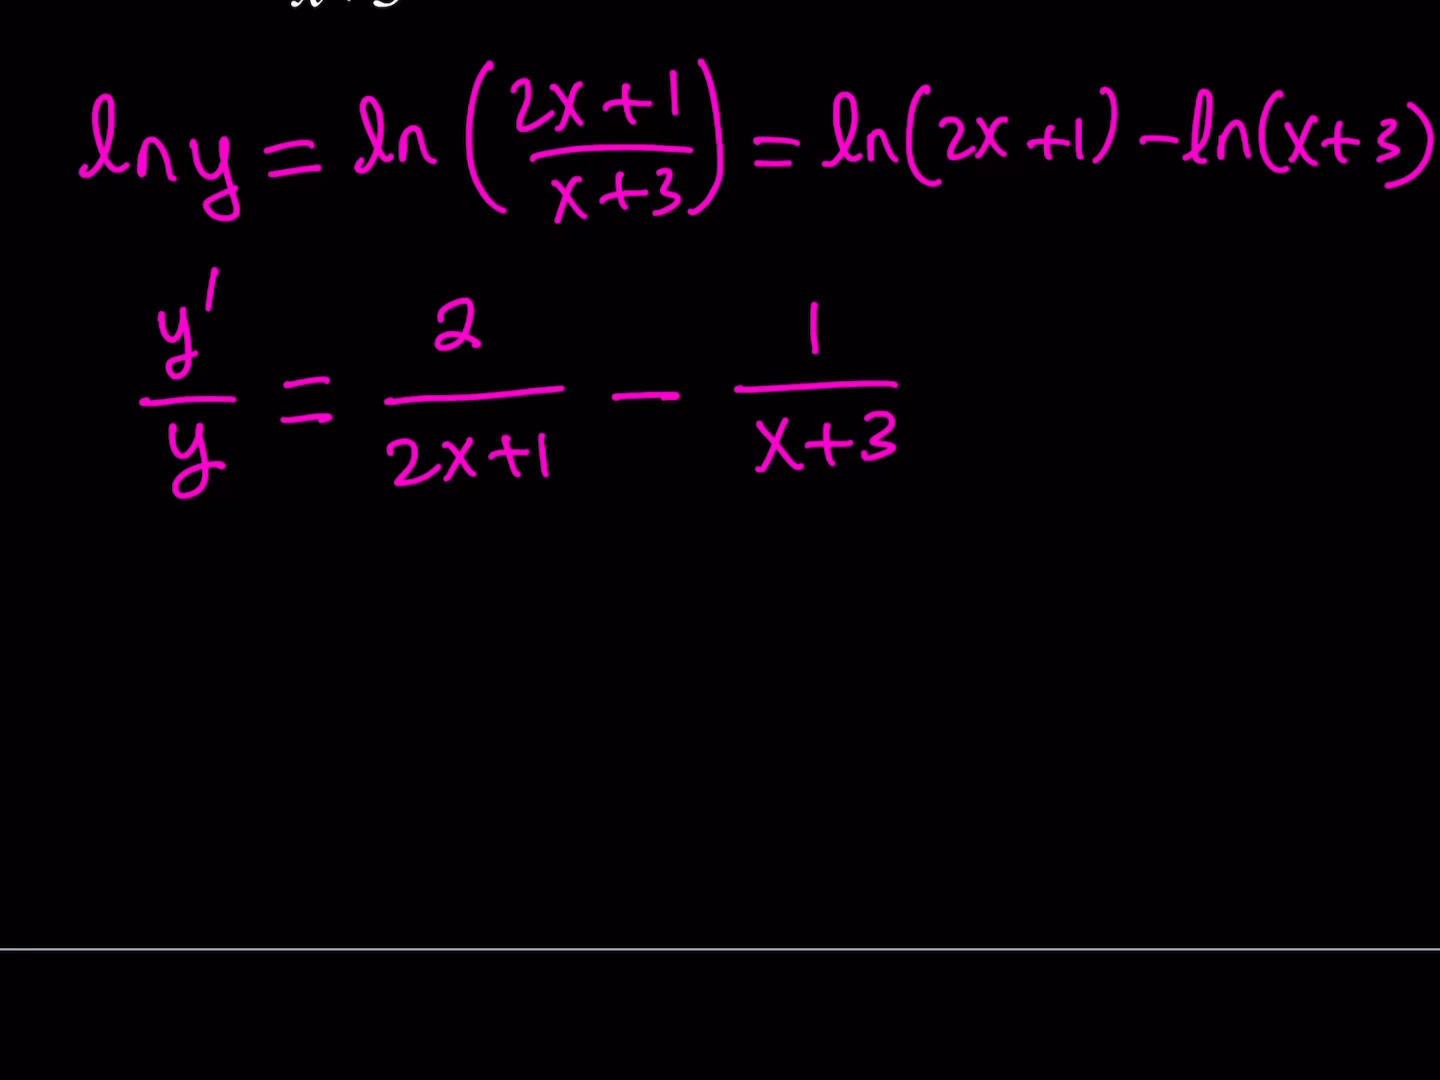 ln y = ln ( (2x+1)/(x+3) ) = ln(2x+1) - ln(x+3)
y'/y = 2/(2x+1) - 1/(x+3)